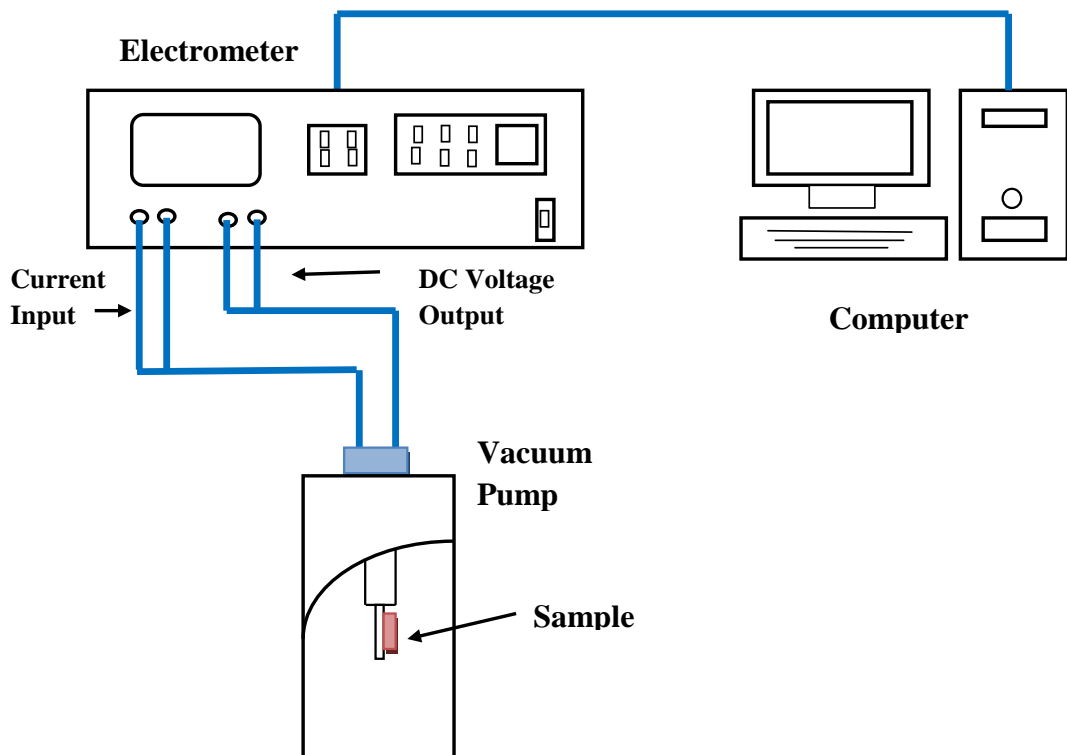 Electrometer
Current
Input
DC Voltage
Output
Computer
Vacuum
Pump
Sample